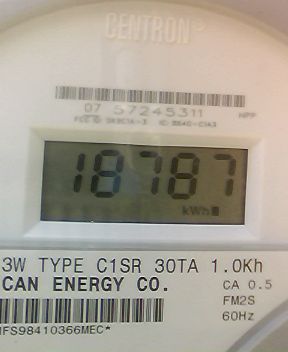 CENTRON®
07 57245311 NPP
18787
kWh
3W TYPE C1SR 30TA 1.0Kh
CAN ENERGY CO. CA 0.5
FM2S
60Hz